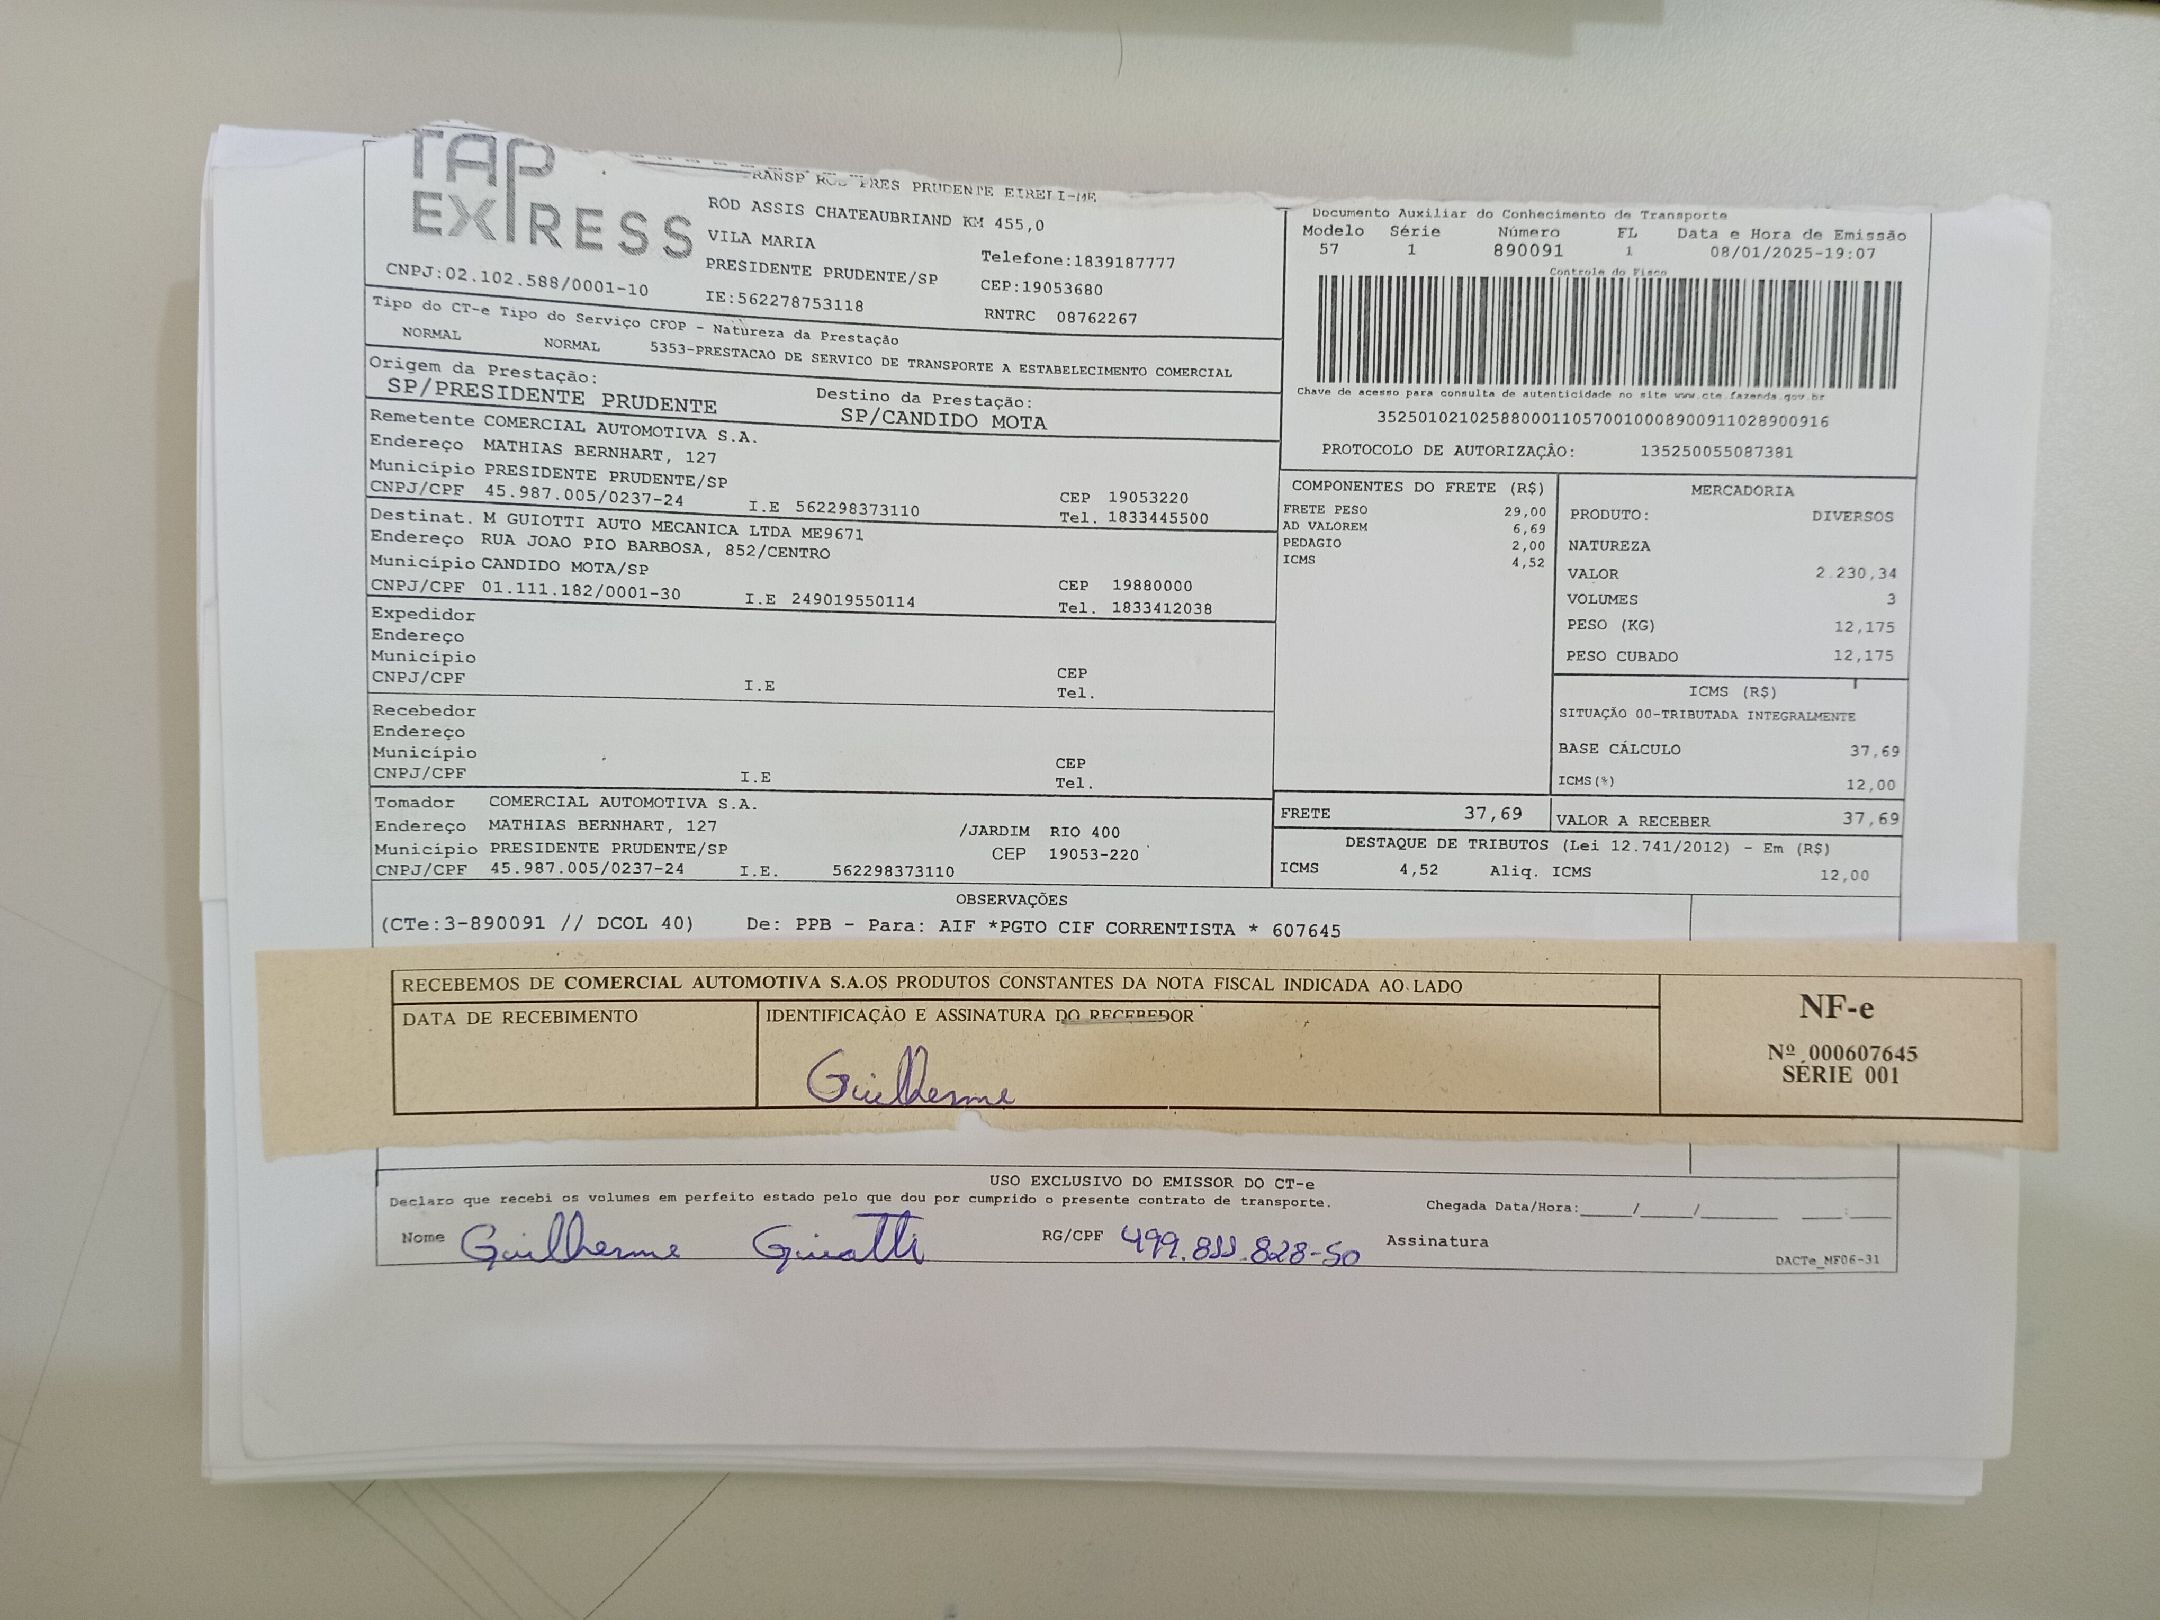 TAP
EXPRESS
PRES PRUDENTE EIRELI-ME
ROD ASSIS CHATEAUBRIAND KM 455,0
VILA MARIA
Telefone:1839187777
PRESIDENTE PRUDENTE/SP
CEP:19053680
CNPJ:02.102.588/0001-10
IE:562278753118
RNTRC 08762267
Documento Auxiliar do Conhecimento de Transporte
Modelo Série Número FL Data e Hora de Emissão
57 1 890091 1 08/01/2025-19:07
Controle do Fisco
Chave de acesso para consulta de autenticidade no site www.cte.fazenda.gov.br
35250102102588000110570010008900911028900916
PROTOCOLO DE AUTORIZAÇÃO: 135250055087381
Tipo do CT-e Tipo do Serviço CFOP - Natureza da Prestação
NORMAL NORMAL 5353-PRESTACAO DE SERVICO DE TRANSPORTE A ESTABELECIMENTO COMERCIAL
Origem da Prestação: Destino da Prestação:
SP/PRESIDENTE PRUDENTE SP/CANDIDO MOTA
Remetente COMERCIAL AUTOMOTIVA S.A.
Endereço MATHIAS BERNHART, 127
Município PRESIDENTE PRUDENTE/SP CEP 19053220
CNPJ/CPF 45.987.005/0237-24 I.E 562298373110 Tel. 1833445500
Destinat. M GUIOTTI AUTO MECANICA LTDA ME9671
Endereço RUA JOAO PIO BARBOSA, 852/CENTRO
Município CANDIDO MOTA/SP CEP 19880000
CNPJ/CPF 01.111.182/0001-30 I.E 249019550114 Tel. 1833412038
Expedidor
Endereço
Município CEP
CNPJ/CPF I.E Tel.
Recebedor
Endereço
Município CEP
CNPJ/CPF I.E Tel.
Tomador COMERCIAL AUTOMOTIVA S.A.
Endereço MATHIAS BERNHART, 127 /JARDIM RIO 400
Município PRESIDENTE PRUDENTE/SP CEP 19053-220
CNPJ/CPF 45.987.005/0237-24 I.E. 562298373110
COMPONENTES DO FRETE (R$)
FRETE PESO 29,00
AD VALOREM 6,69
PEDAGIO 2,00
ICMS 4,52
MERCADORIA
PRODUTO: DIVERSOS
NATUREZA
VALOR 2.230,34
VOLUMES 3
PESO (KG) 12,175
PESO CUBADO 12,175
ICMS (R$)
SITUAÇÃO 00-TRIBUTADA INTEGRALMENTE
BASE CÁLCULO 37,69
ICMS(%) 12,00
FRETE 37,69 VALOR A RECEBER 37,69
DESTAQUE DE TRIBUTOS (Lei 12.741/2012) - Em (R$)
ICMS 4,52 Aliq. ICMS 12,00
OBSERVAÇÕES
(CTe:3-890091 // DCOL 40) De: PPB - Para: AIF *PGTO CIF CORRENTISTA * 607645
RECEBEMOS DE COMERCIAL AUTOMOTIVA S.A.OS PRODUTOS CONSTANTES DA NOTA FISCAL INDICADA AO LADO
DATA DE RECEBIMENTO IDENTIFICAÇÃO E ASSINATURA DO RECEBEDOR
Guilherme
NF-e
Nº 000607645
SÉRIE 001
USO EXCLUSIVO DO EMISSOR DO CT-e
Declaro que recebi os volumes em perfeito estado pelo que dou por cumprido o presente contrato de transporte. Chegada Data/Hora:____/____/______ ___:___
Nome Guilherme Guiotti RG/CPF 499.811.828-50 Assinatura
DACTe_MF06-31